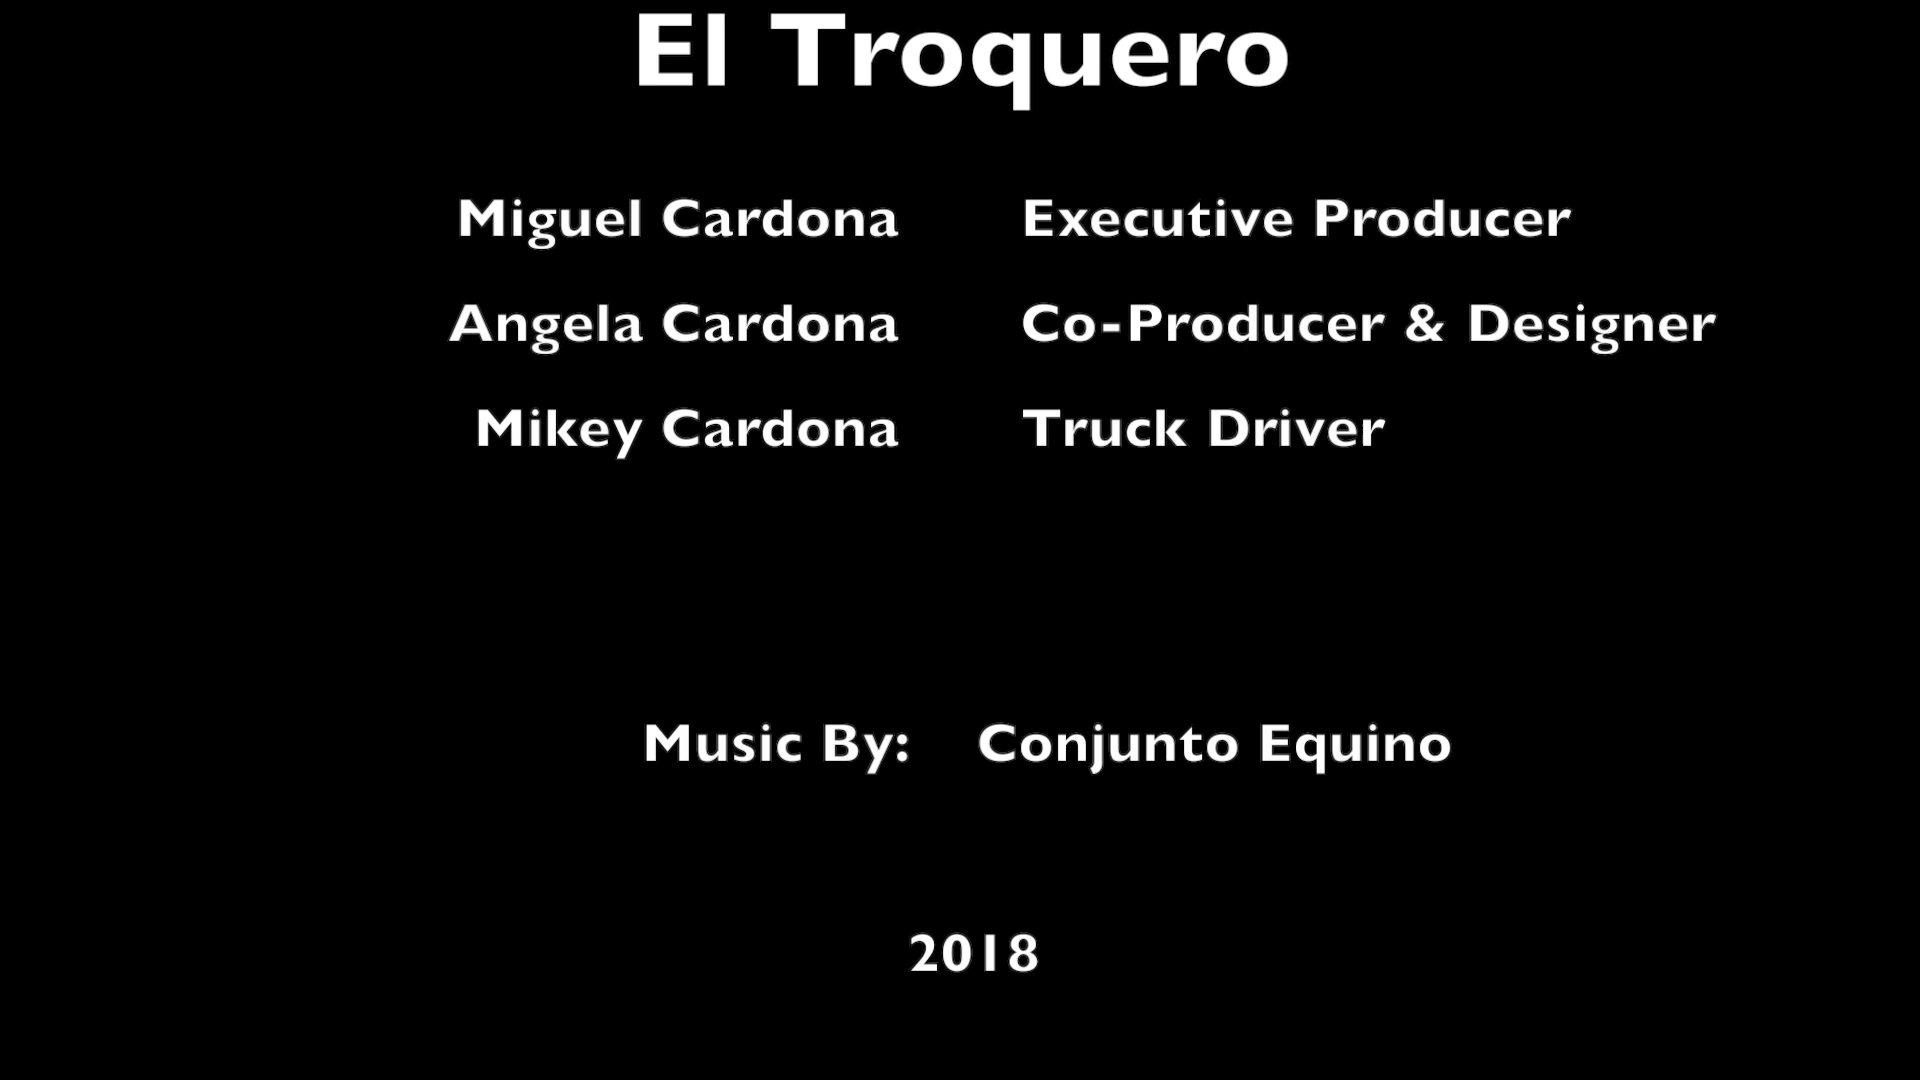 El Troquero
Miguel Cardona Executive Producer
Angela Cardona Co-Producer & Designer
Mikey Cardona Truck Driver
Music By: Conjunto Equino
2018